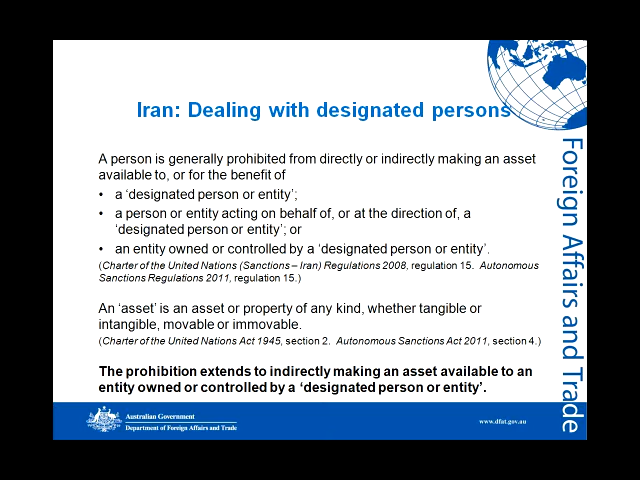 Iran: Dealing with designated persons
A person is generally prohibited from directly or indirectly making an asset
available to, or for the benefit of
• a ‘designated person or entity’;
• a person or entity acting on behalf of, or at the direction of, a
‘designated person or entity’; or
• an entity owned or controlled by a ‘designated person or entity’.
(Charter of the United Nations (Sanctions – Iran) Regulations 2008, regulation 15. Autonomous
Sanctions Regulations 2011, regulation 15.)
An ‘asset’ is an asset or property of any kind, whether tangible or
intangible, movable or immovable.
(Charter of the United Nations Act 1945, section 2. Autonomous Sanctions Act 2011, section 4.)
The prohibition extends to indirectly making an asset available to an
entity owned or controlled by a ‘designated person or entity’.
Foreign Affairs and Trade
Australian Government
Department of Foreign Affairs and Trade
www.dfat.gov.au